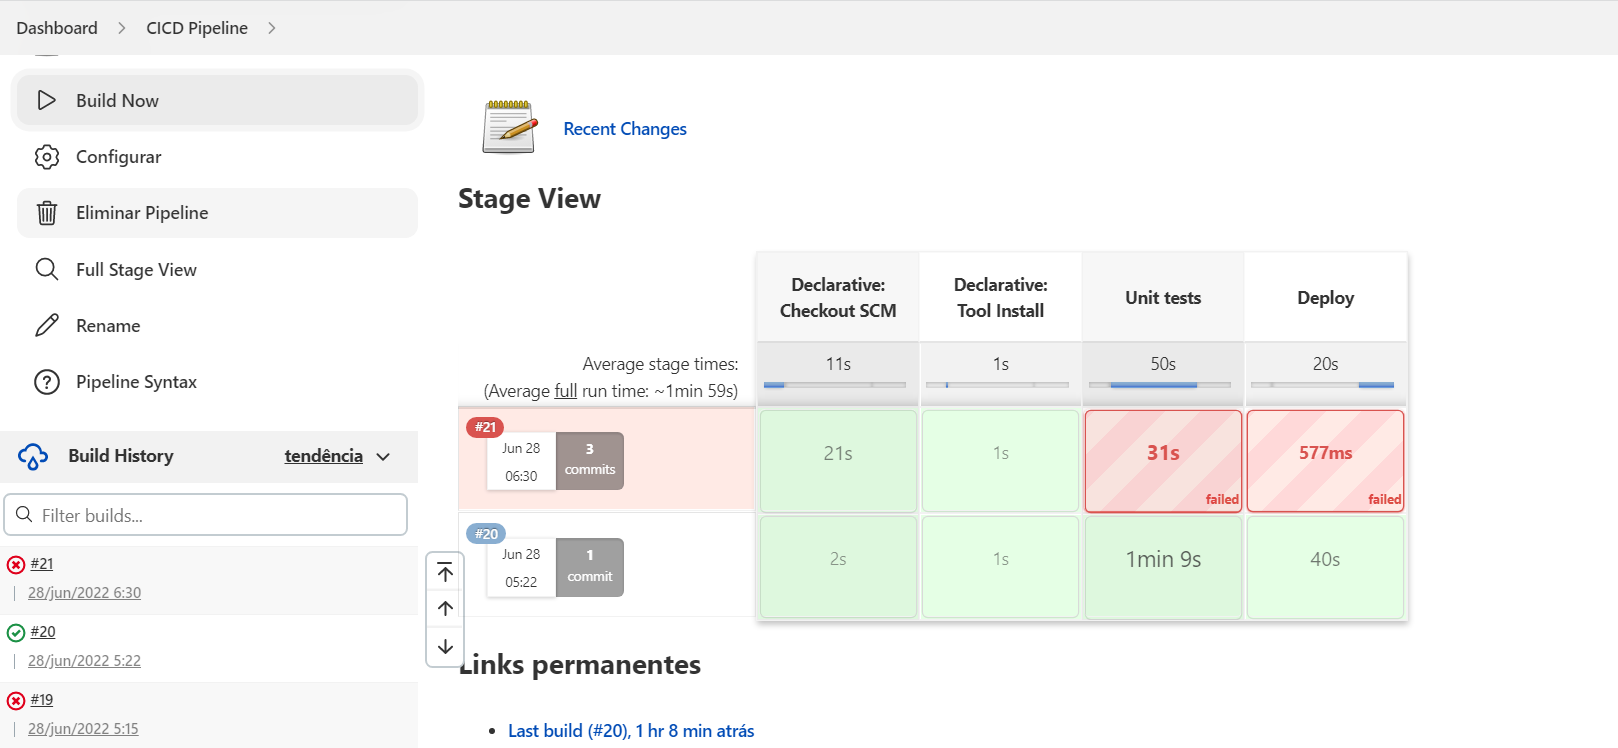 Dashboard
CICD Pipeline
Build Now
Configurar
Eliminar Pipeline
Full Stage View
Rename
Pipeline Syntax
Build History
tendência
Filter builds...
#21
28/jun/2022 6:30
#20
28/jun/2022 5:22
#19
28/jun/2022 5:15
Recent Changes
Stage View
Declarative:
Checkout SCM
Declarative:
Tool Install
Unit tests
Deploy
Average stage times:
(Average full run time: ~1min 59s)
11s
1s
50s
20s
#21
Jun 28
06:30
3
commits
21s
1s
31s
failed
577ms
failed
#20
Jun 28
05:22
1
commit
2s
1s
1min 9s
40s
Links permanentes
Last build (#20), 1 hr 8 min atrás